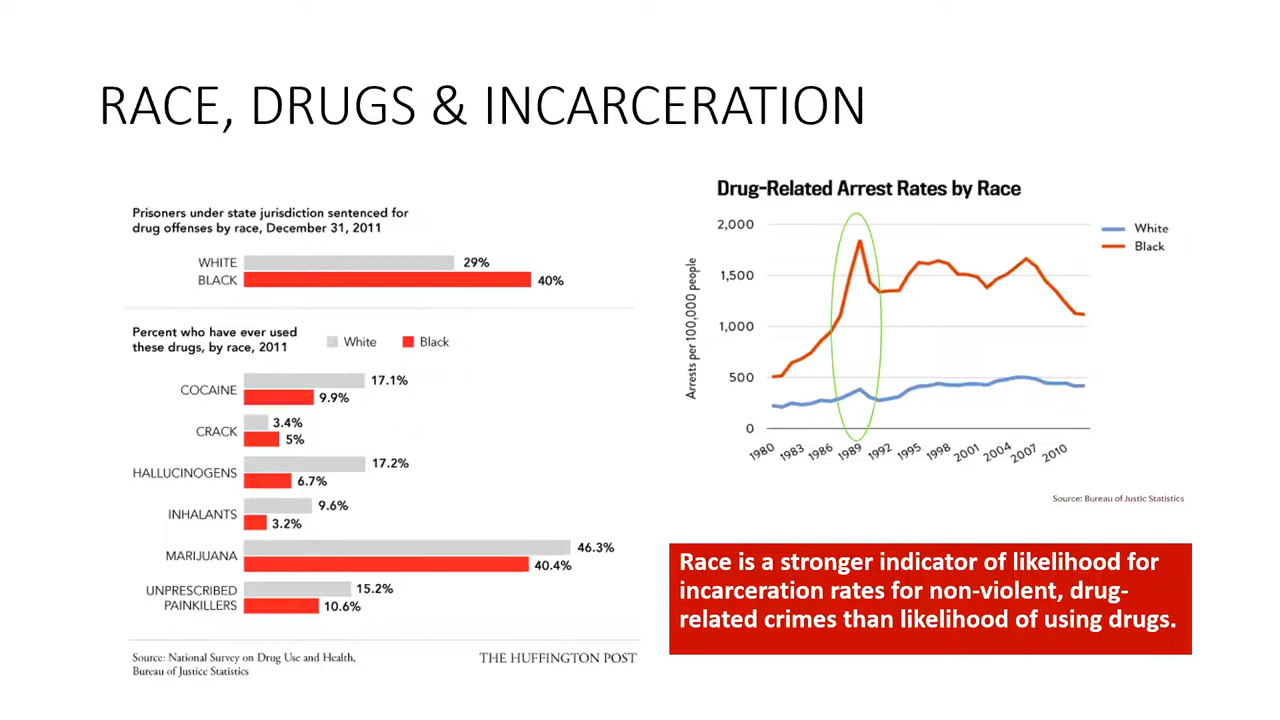 RACE, DRUGS & INCARCERATION
Prisoners under state jurisdiction sentenced for
drug offenses by race, December 31, 2011
WHITE 29%
BLACK 40%
Percent who have ever used
these drugs, by race, 2011
White Black
COCAINE 17.1%
9.9%
CRACK 3.4%
5%
HALLUCINOGENS 17.2%
6.7%
INHALANTS 9.6%
3.2%
MARIJUANA 46.3%
40.4%
UNPRESCRIBED
PAINKILLERS 15.2%
10.6%
Source: National Survey on Drug Use and Health,
Bureau of Justice Statistics
THE HUFFINGTON POST
Drug-Related Arrest Rates by Race
White
Black
Arrests per 100,000 people
2,000
1,500
1,000
500
0
1980 1983 1986 1989 1992 1995 1998 2001 2004 2007 2010
Source: Bureau of Justic Statistics
Race is a stronger indicator of likelihood for
incarceration rates for non-violent, drug-
related crimes than likelihood of using drugs.